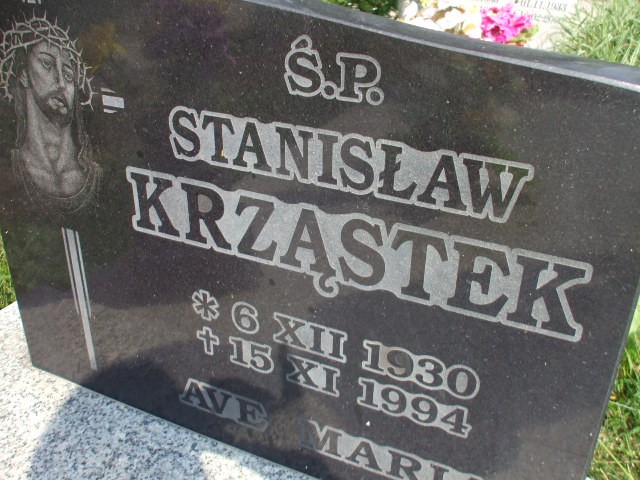 Ś.P.
STANISŁAW
KRZĄSTEK
* 6 XII 1930
+ 15 XI 1994
AVE MARIA